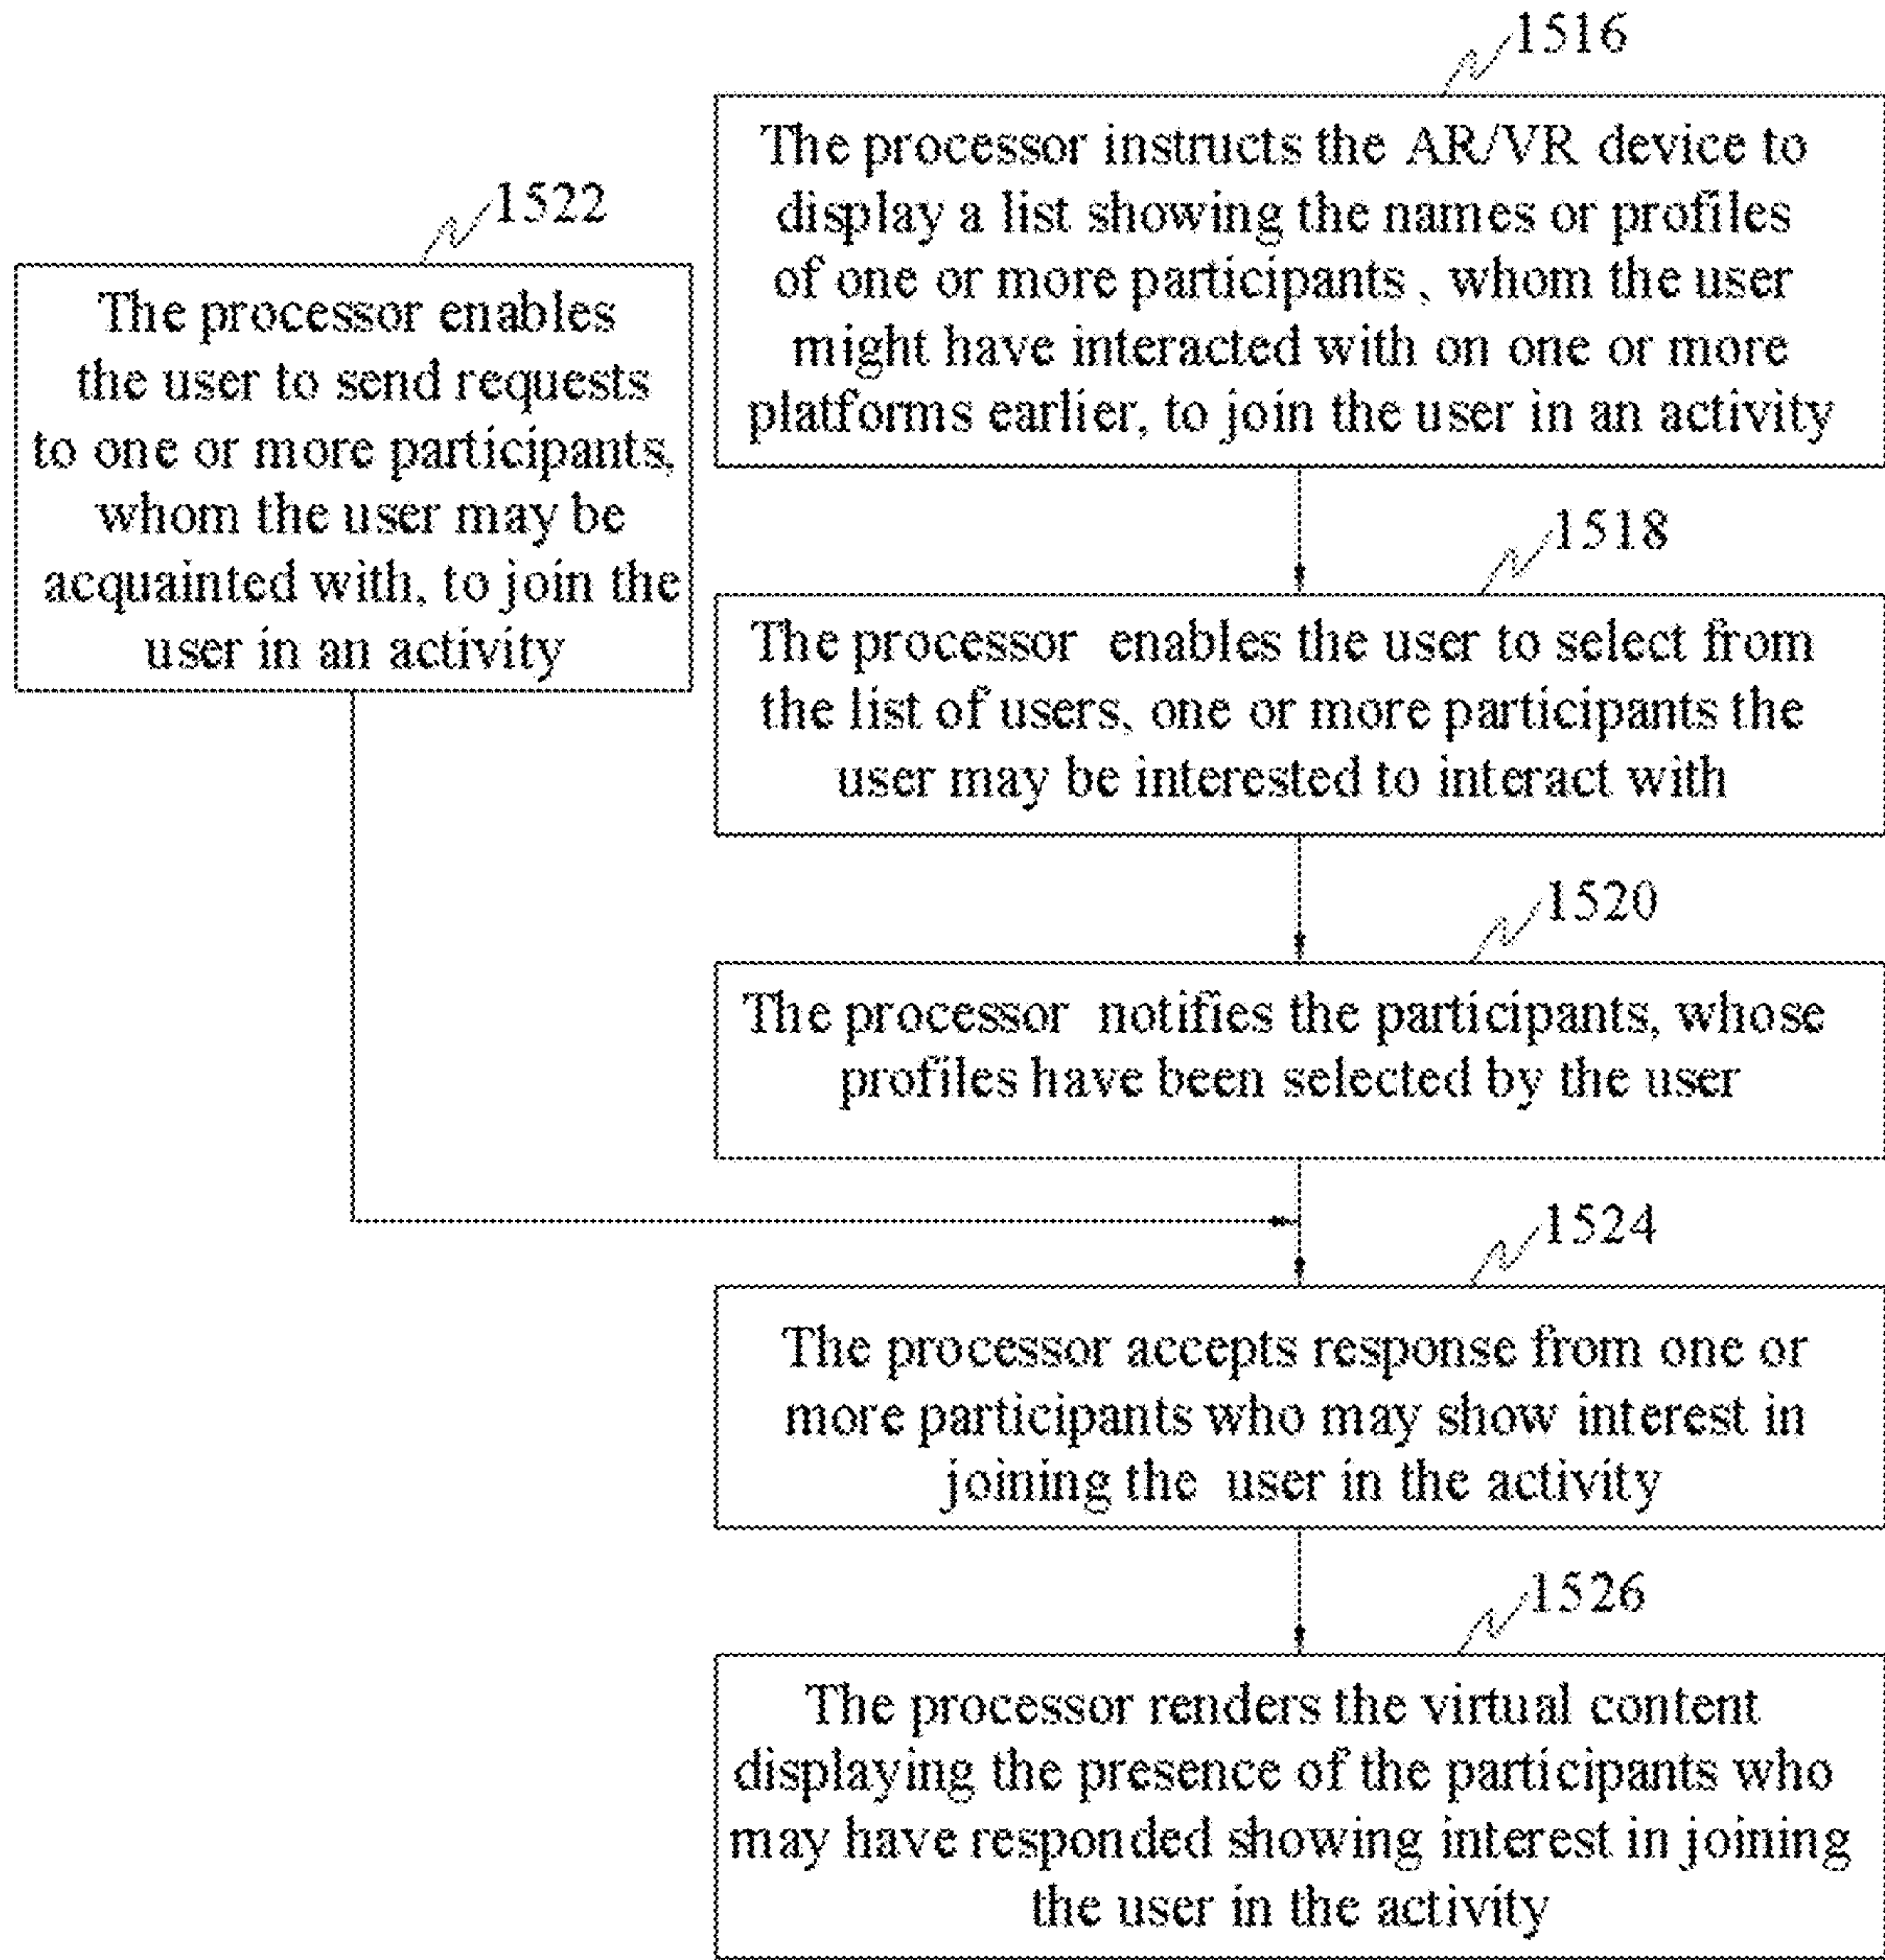 1516
The processor instructs the AR/VR device to
display a list showing the names or profiles
of one or more participants , whom the user
might have interacted with on one or more
platforms earlier, to join the user in an activity
1522
The processor enables
the user to send requests
to one or more participants,
whom the user may be
acquainted with, to join the
user in an activity
1518
The processor enables the user to select from
the list of users, one or more participants the
user may be interested to interact with
1520
The processor notifies the participants, whose
profiles have been selected by the user
1524
The processor accepts response from one or
more participants who may show interest in
joining the user in the activity
1526
The processor renders the virtual content
displaying the presence of the participants who
may have responded showing interest in joining
the user in the activity